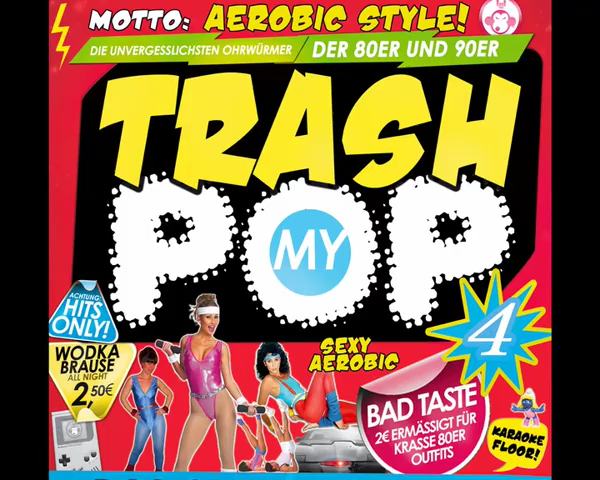 MOTTO: AEROBIC STYLE!
DIE UNVERGESSLICHSTEN OHRWÜRMER / DER 80ER UND 90ER
TRASH
MY
POP
4
ACHTUNG:
HITS
ONLY!
WODKA
BRAUSE
ALL NIGHT
2,50€
SEXY
AEROBIC
BAD TASTE
2€ ERMÄSSIGT FÜR
KRASSE 80ER
OUTFITS
KARAOKE
FLOOR!